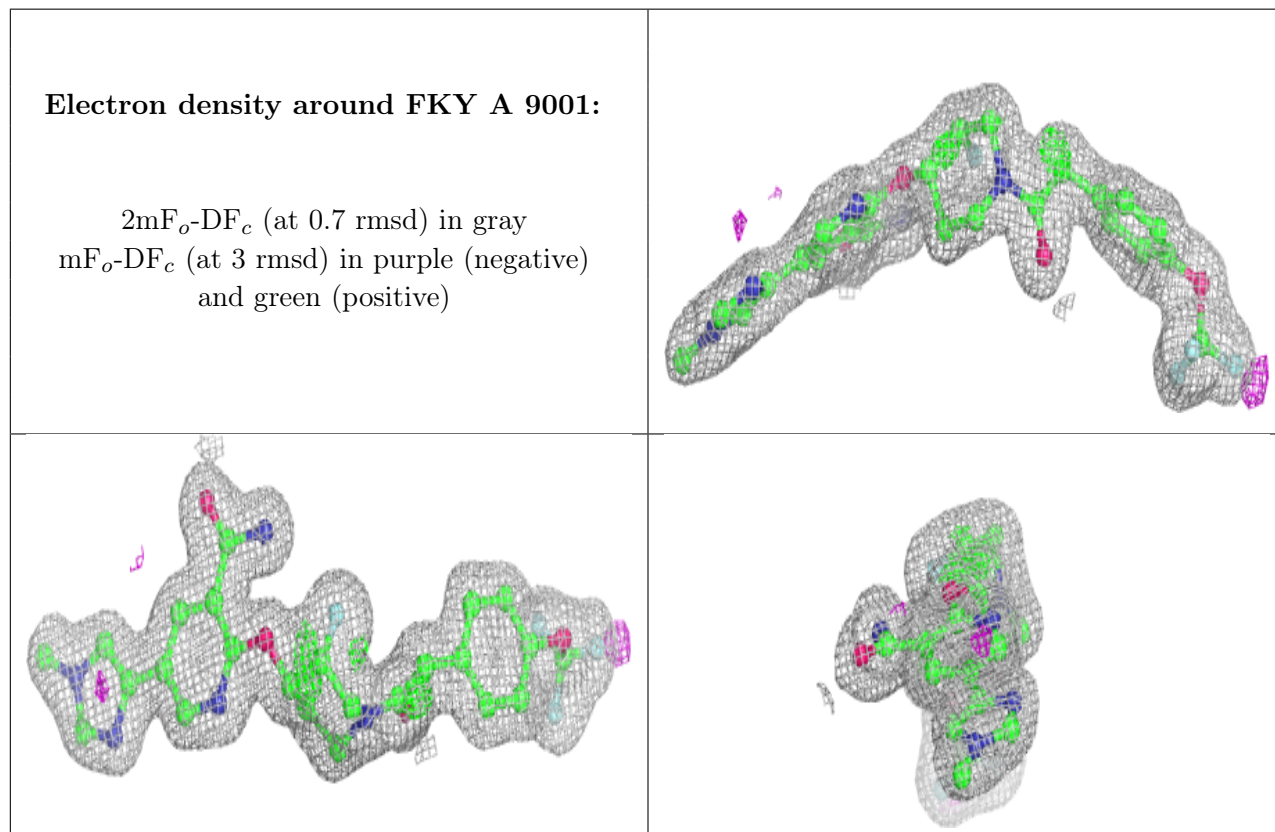 Electron density around FKY A 9001:
2mFo-DFc (at 0.7 rmsd) in gray
mFo-DFc (at 3 rmsd) in purple (negative)
and green (positive)